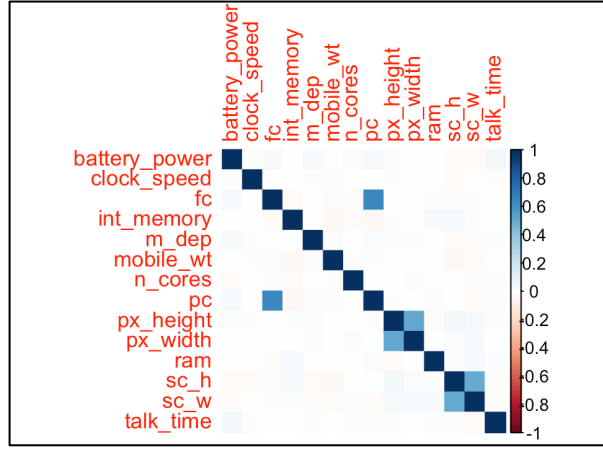 battery_power
clock_speed
fc
int_memory
m_dep
mobile_wt
n_cores
pc
px_height
px_width
ram
sc_h
sc_w
talk_time
battery_power
clock_speed
fc
int_memory
m_dep
mobile_wt
n_cores
pc
px_height
px_width
ram
sc_h
sc_w
talk_time
1
0.8
0.6
0.4
0.2
0
-0.2
-0.4
-0.6
-0.8
-1